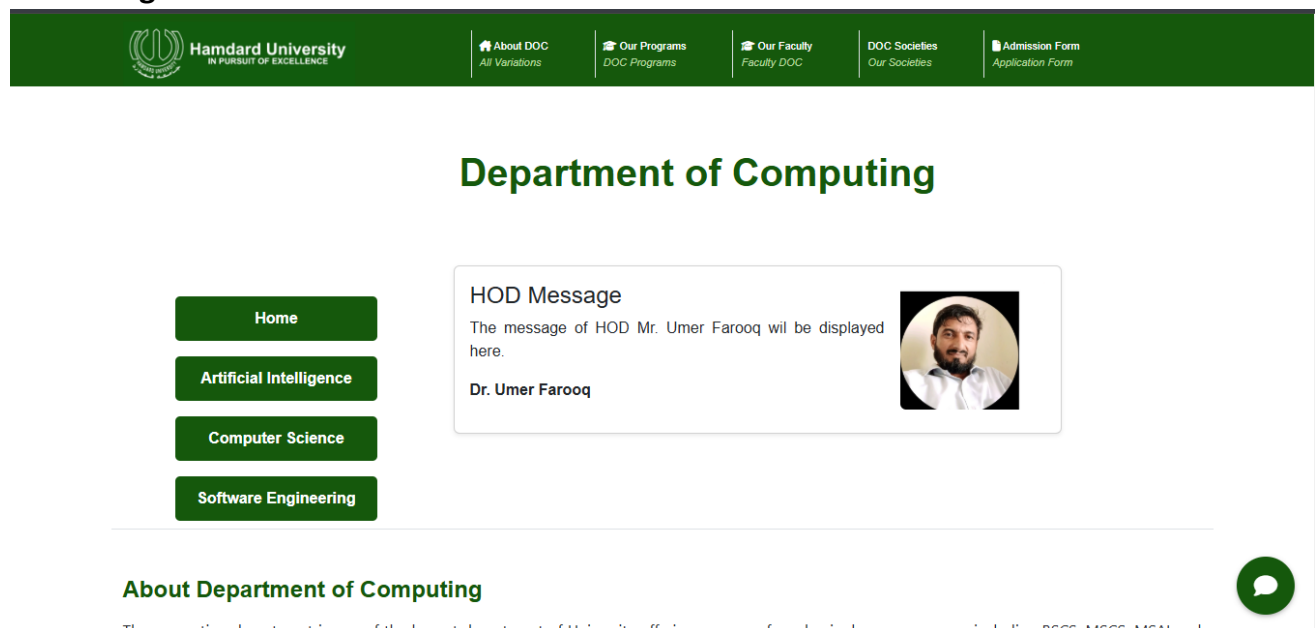 Hamdard University
IN PURSUIT OF EXCELLENCE
About DOC
All Variations
Our Programs
DOC Programs
Our Faculty
Faculty DOC
DOC Societies
Our Societies
Admission Form
Application Form
Department of Computing
Home
Artificial Intelligence
Computer Science
Software Engineering
HOD Message
The message of HOD Mr. Umer Farooq wil be displayed
here.
Dr. Umer Farooq
About Department of Computing